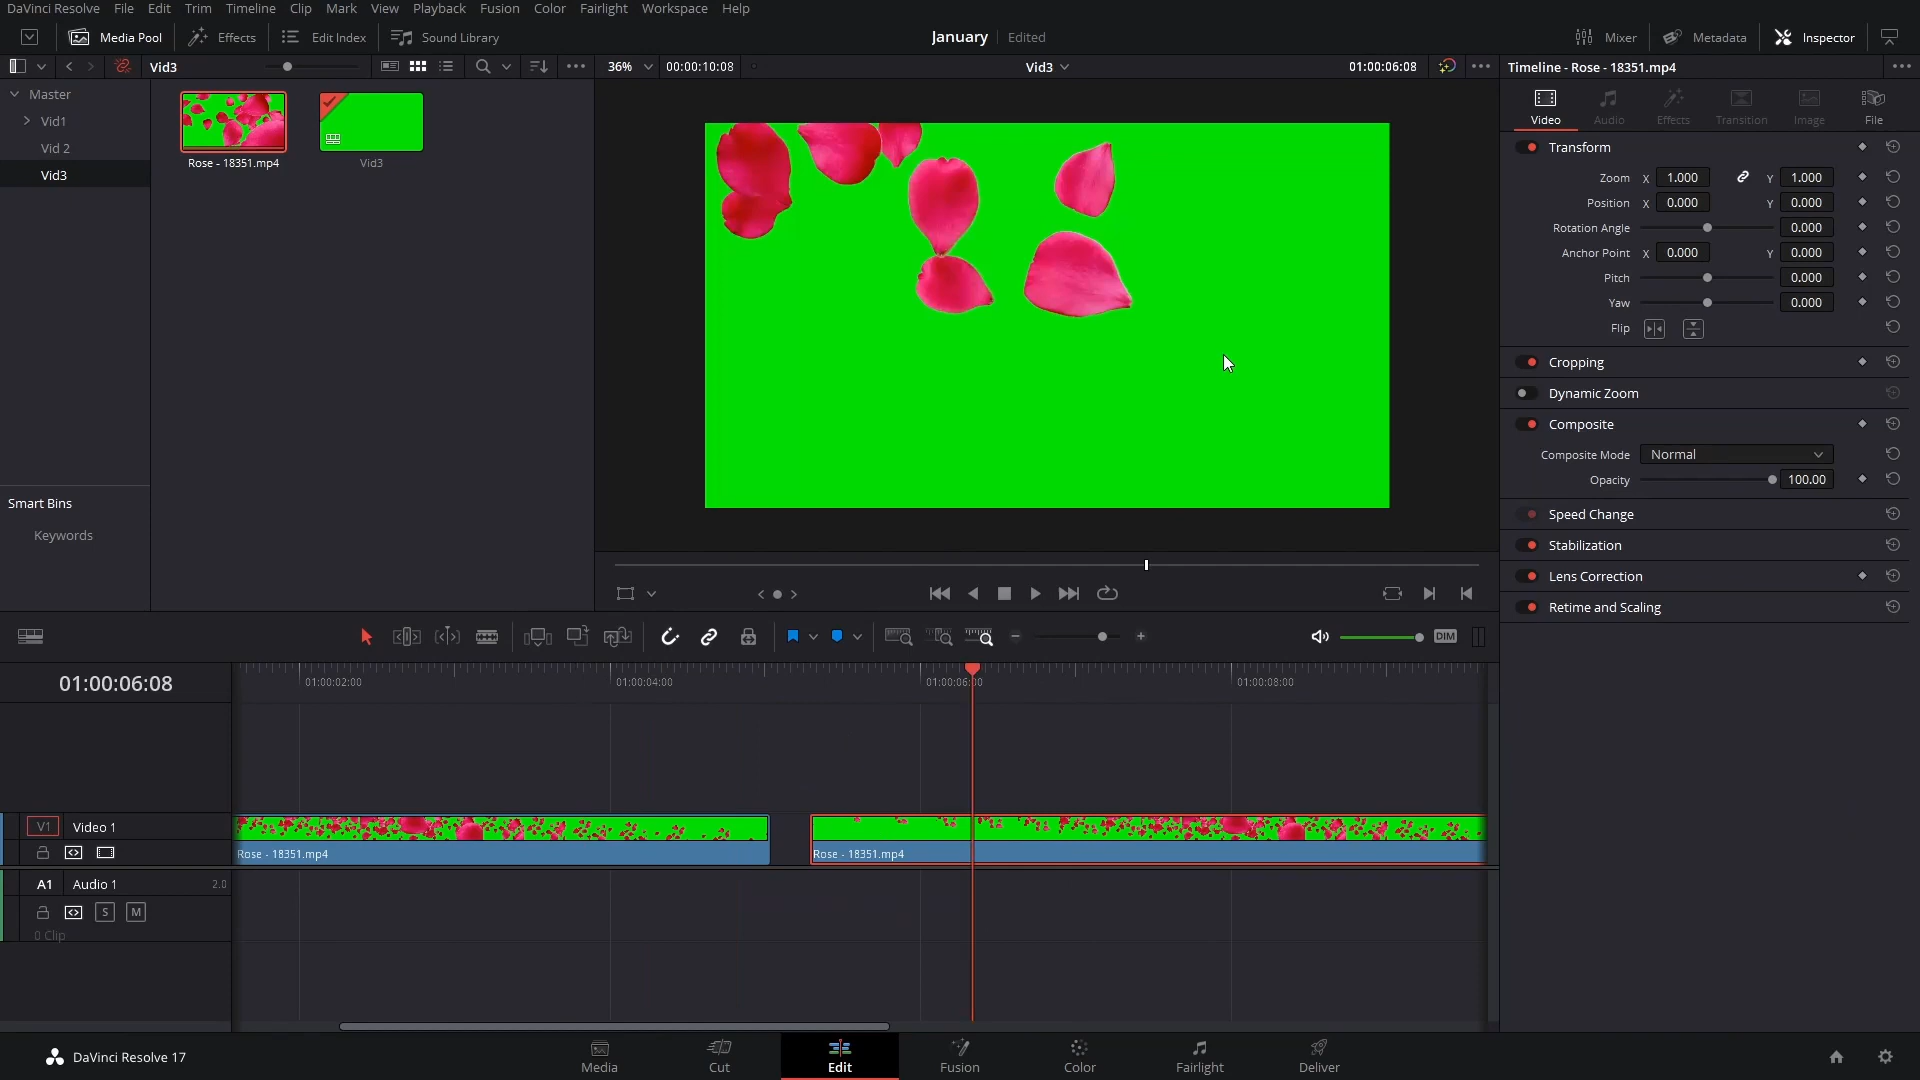 DaVinci Resolve File Edit Trim Timeline Clip Mark View Playback Fusion Color Fairlight Workspace Help
Media Pool Effects Edit Index Sound Library January Edited Mixer Metadata Inspector
Vid3 36% 00:00:10:08 Vid3 01:00:06:08 Timeline - Rose - 18351.mp4
Master
Vid1
Vid 2
Vid3
Rose - 18351.mp4 Vid3
Smart Bins
Keywords
Video Audio Effects Transition Image File
Transform
Zoom X 1.000 Y 1.000
Position X 0.000 Y 0.000
Rotation Angle 0.000
Anchor Point X 0.000 Y 0.000
Pitch 0.000
Yaw 0.000
Flip
Cropping
Dynamic Zoom
Composite
Composite Mode Normal
Opacity 100.00
Speed Change
Stabilization
Lens Correction
Retime and Scaling
DIM
01:00:06:08 01:00:02:00 01:00:04:00 01:00:06:00 01:00:08:00
V1 Video 1
Rose - 18351.mp4 Rose - 18351.mp4
A1 Audio 1 2.0
S M
0 Clip
DaVinci Resolve 17 Media Cut Edit Fusion Color Fairlight Deliver